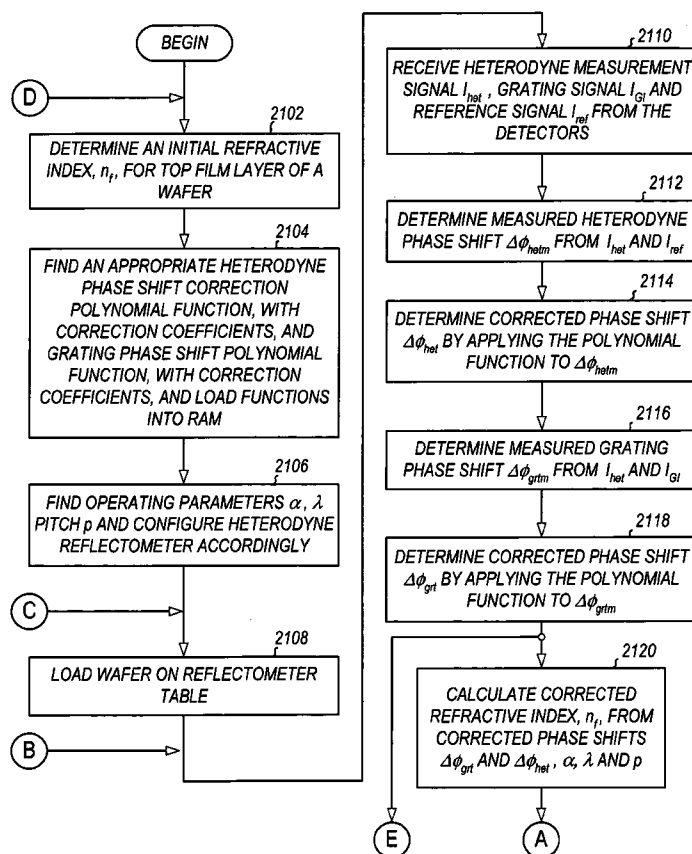 BEGIN
D
2102
DETERMINE AN INITIAL REFRACTIVE
INDEX, n_f, FOR TOP FILM LAYER OF A
WAFER
2104
FIND AN APPROPRIATE HETERODYNE
PHASE SHIFT CORRECTION
POLYNOMIAL FUNCTION, WITH
CORRECTION COEFFICIENTS, AND
GRATING PHASE SHIFT POLYNOMIAL
FUNCTION, WITH CORRECTION
COEFFICIENTS, AND LOAD FUNCTIONS
INTO RAM
2106
FIND OPERATING PARAMETERS α, λ
PITCH p AND CONFIGURE HETERODYNE
REFLECTOMETER ACCORDINGLY
C
2108
LOAD WAFER ON REFLECTOMETER
TABLE
B
2110
RECEIVE HETERODYNE MEASUREMENT
SIGNAL I_het , GRATING SIGNAL I_GI AND
REFERENCE SIGNAL I_ref FROM THE
DETECTORS
2112
DETERMINE MEASURED HETERODYNE
PHASE SHIFT Δϕ_hetm FROM I_het AND I_ref
2114
DETERMINE CORRECTED PHASE SHIFT
Δϕ_het BY APPLYING THE POLYNOMIAL
FUNCTION TO Δϕ_hetm
2116
DETERMINE MEASURED GRATING
PHASE SHIFT Δϕ_grtm FROM I_het AND I_GI
2118
DETERMINE CORRECTED PHASE SHIFT
Δϕ_grt BY APPLYING THE POLYNOMIAL
FUNCTION TO Δϕ_grtm
2120
CALCULATE CORRECTED
REFRACTIVE INDEX, n_f, FROM
CORRECTED PHASE SHIFTS
Δϕ_grt AND Δϕ_het , α, λ AND p
E
A